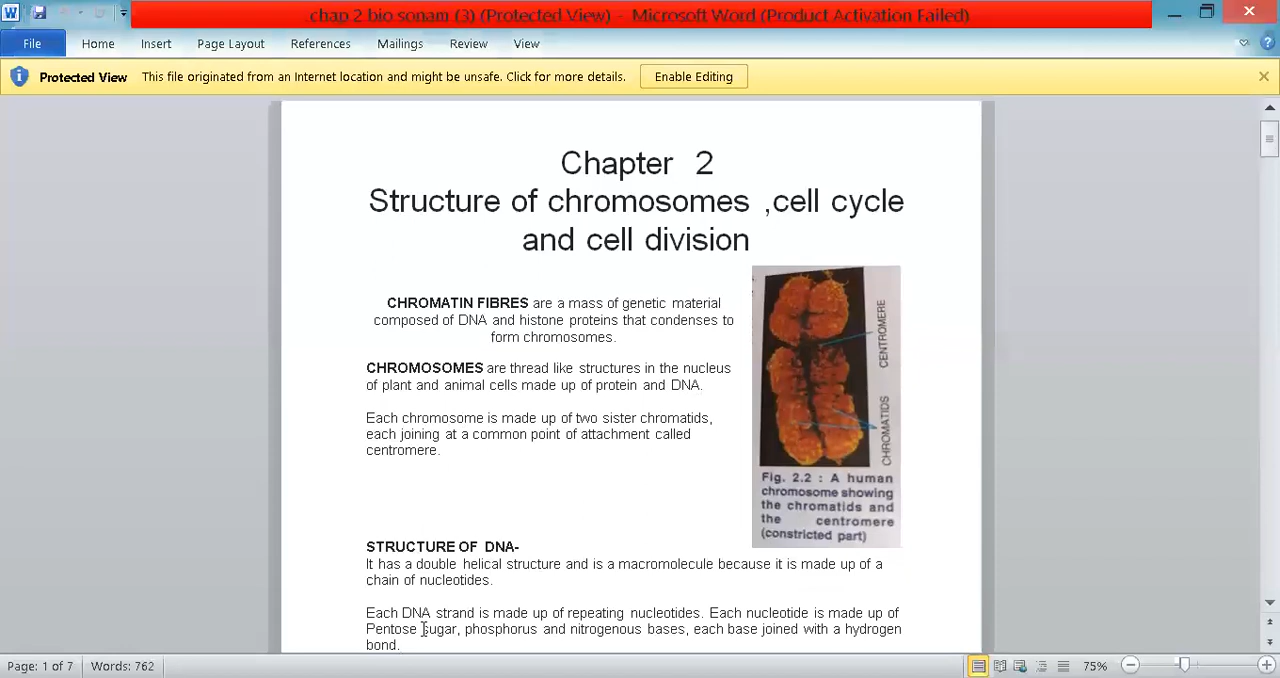 chap 2 bio sonam (3) (Protected View) - Microsoft Word (Product Activation Failed)
File Home Insert Page Layout References Mailings Review View
Protected View This file originated from an Internet location and might be unsafe. Click for more details. Enable Editing
Chapter 2
Structure of chromosomes ,cell cycle
and cell division
CHROMATIN FIBRES are a mass of genetic material
composed of DNA and histone proteins that condenses to
form chromosomes.
CHROMOSOMES are thread like structures in the nucleus
of plant and animal cells made up of protein and DNA.
Each chromosome is made up of two sister chromatids,
each joining at a common point of attachment called
centromere.
CENTROMERE
CHROMATIDS
Fig. 2.2 : A human
chromosome showing
the chromatids and
the centromere
(constricted part)
STRUCTURE OF DNA-
It has a double helical structure and is a macromolecule because it is made up of a
chain of nucleotides.
Each DNA strand is made up of repeating nucleotides. Each nucleotide is made up of
Pentose sugar, phosphorus and nitrogenous bases, each base joined with a hydrogen
bond.
Page: 1 of 7 Words: 762 75%